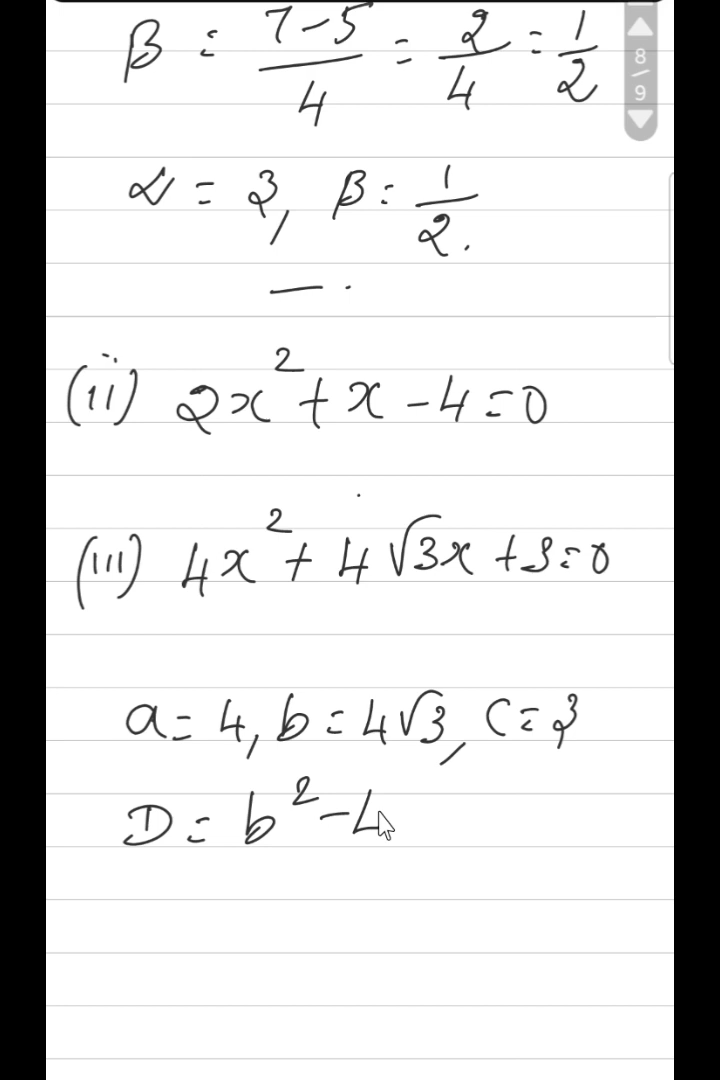 β = 7-5/4 = 2/4 = 1/2
8/9
α = 3, β = 1/2.
(ii) 2x² + x - 4 = 0
(iii) 4x² + 4√3x + 3 = 0
a = 4, b = 4√3, c = 3
D = b² - 4